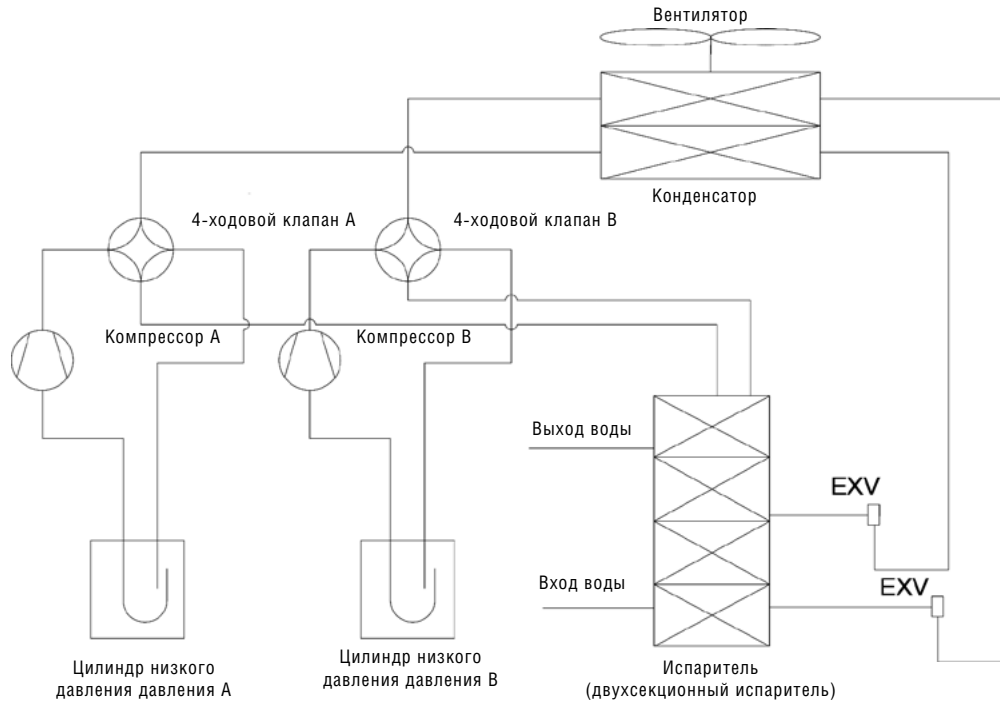 Вентилятор
Конденсатор
4-ходовой клапан А
4-ходовой клапан В
Компрессор А
Компрессор В
Выход воды
EXV
Вход воды
EXV
Цилиндр низкого
давления давления А
Цилиндр низкого
давления давления В
Испаритель
(двухсекционный испаритель)